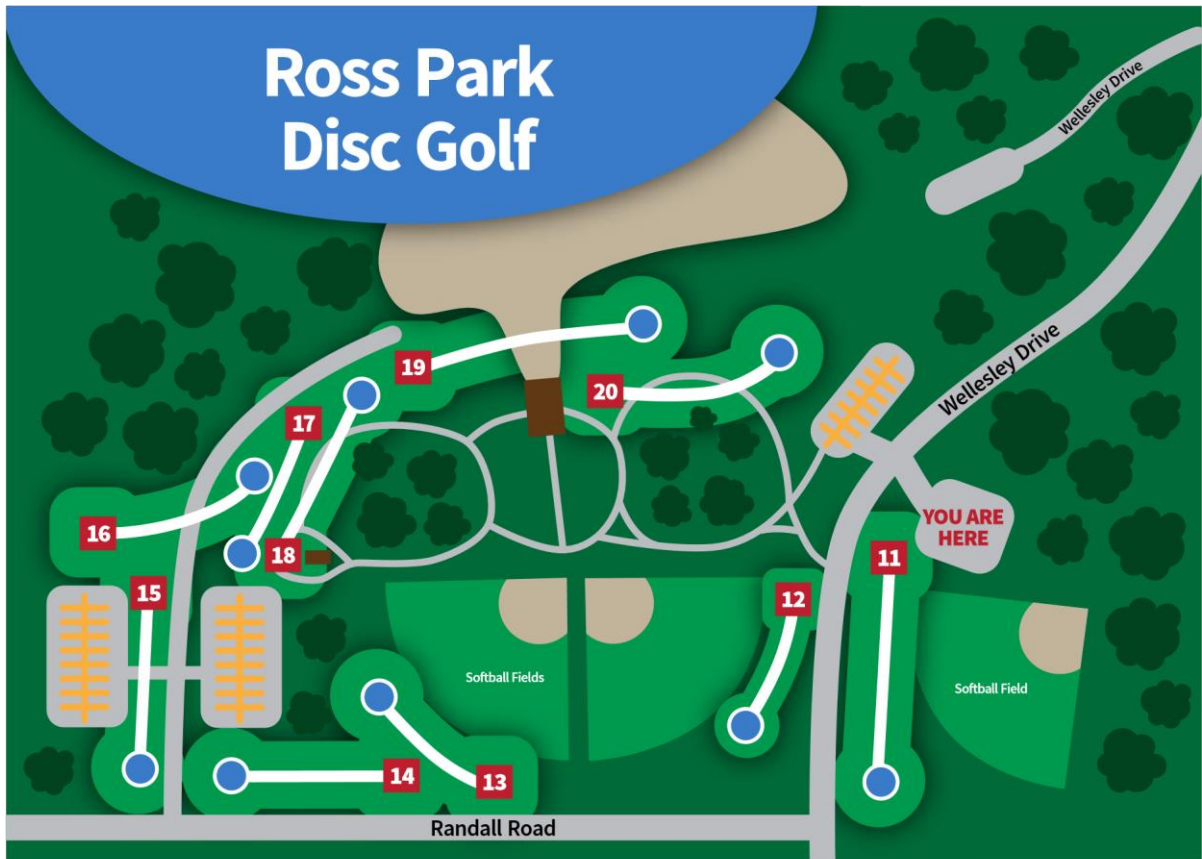 Ross Park
Disc Golf
Wellesley Drive
Wellesley Drive
19
20
17
16
18
YOU ARE
HERE
11
15
12
Softball Fields
Softball Field
14
13
Randall Road